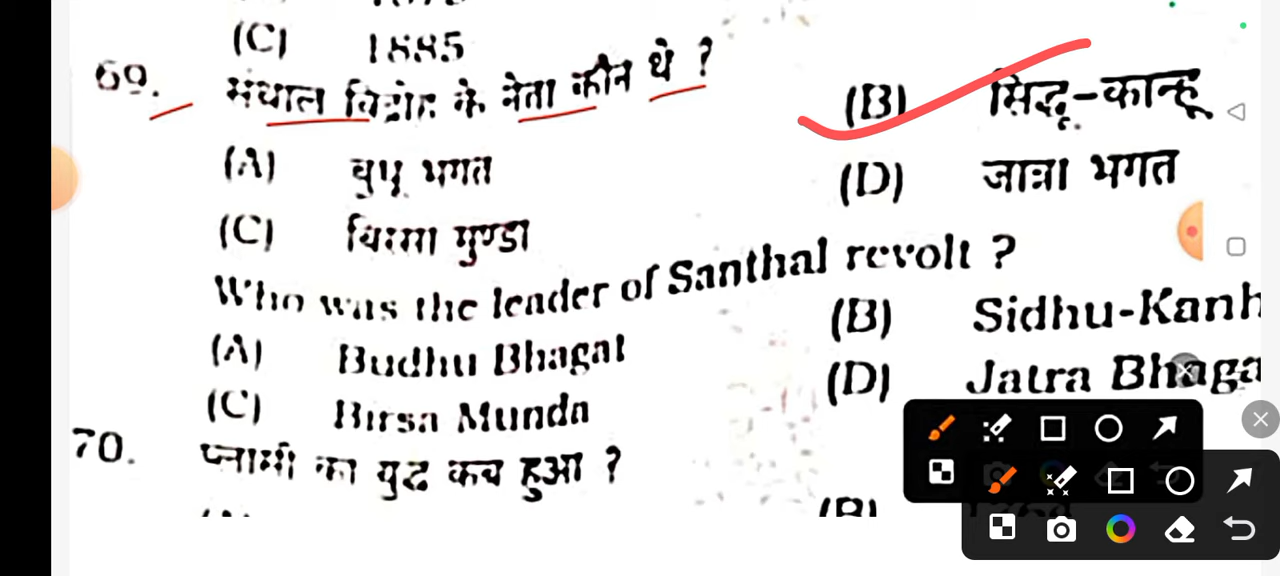 (C) 1885
69. संथाल विद्रोह के नेता कौन थे ?
(A) बुधू भगत (B) सिद्धू-कान्हू
(C) बिरसा मुण्डा (D) जात्रा भगत
Who was the leader of Santhal revolt ?
(A) Budhu Bhagat (B) Sidhu-Kanh
(C) Birsa Munda (D) Jatra Bhaga
70. प्लासी का युद्ध कब हुआ ?
(B)